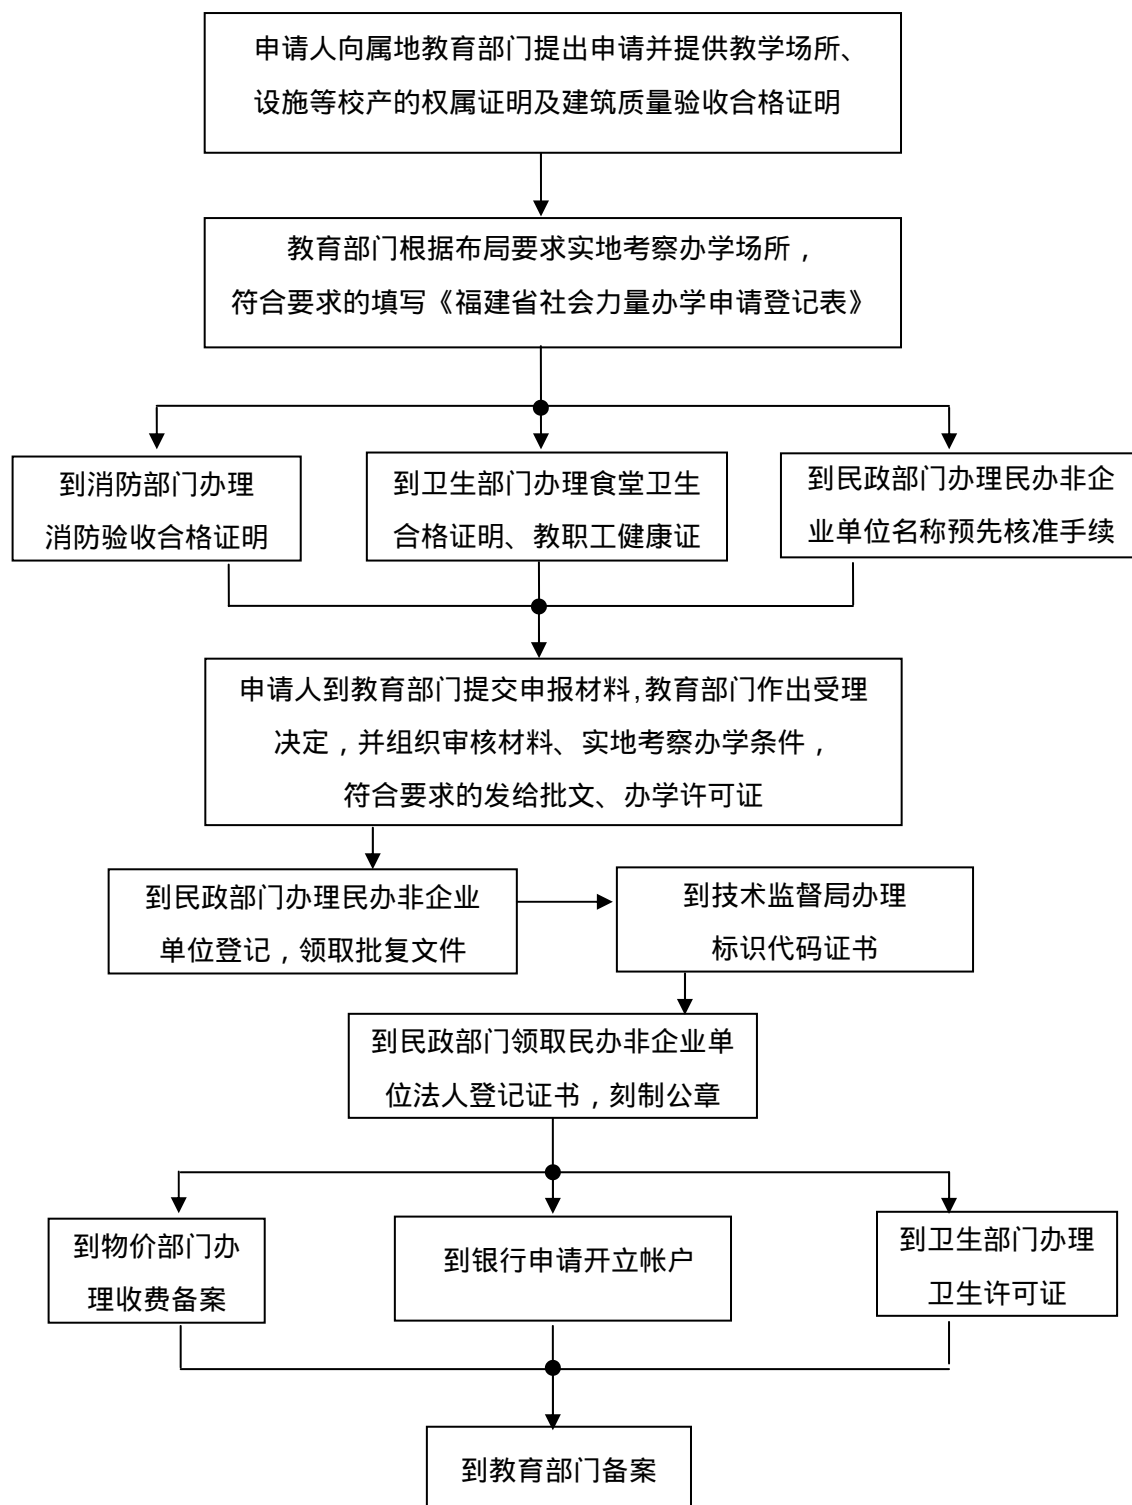 申请人向属地教育部门提出申请并提供教学场所、
设施等校产的权属证明及建筑质量验收合格证明
教育部门根据布局要求实地考察办学场所，
符合要求的填写《福建省社会力量办学申请登记表》
到消防部门办理
消防验收合格证明
到卫生部门办理食堂卫生
合格证明、教职工健康证
到民政部门办理民办非企
业单位名称预先核准手续
申请人到教育部门提交申报材料,教育部门作出受理
决定，并组织审核材料、实地考察办学条件，
符合要求的发给批文、办学许可证
到民政部门办理民办非企业
单位登记，领取批复文件
到技术监督局办理
标识代码证书
到民政部门领取民办非企业单
位法人登记证书，刻制公章
到物价部门办
理收费备案
到银行申请开立帐户
到卫生部门办理
卫生许可证
到教育部门备案